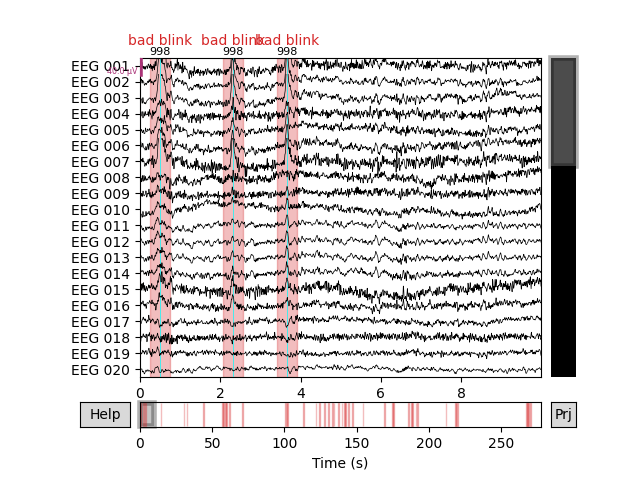 bad blink bad blink bad blink
998 998 998
EEG 001
40.0 µV
EEG 002
EEG 003
EEG 004
EEG 005
EEG 006
EEG 007
EEG 008
EEG 009
EEG 010
EEG 011
EEG 012
EEG 013
EEG 014
EEG 015
EEG 016
EEG 017
EEG 018
EEG 019
EEG 020
0 2 4 6 8
Help Prj
0 50 100 150 200 250
Time (s)